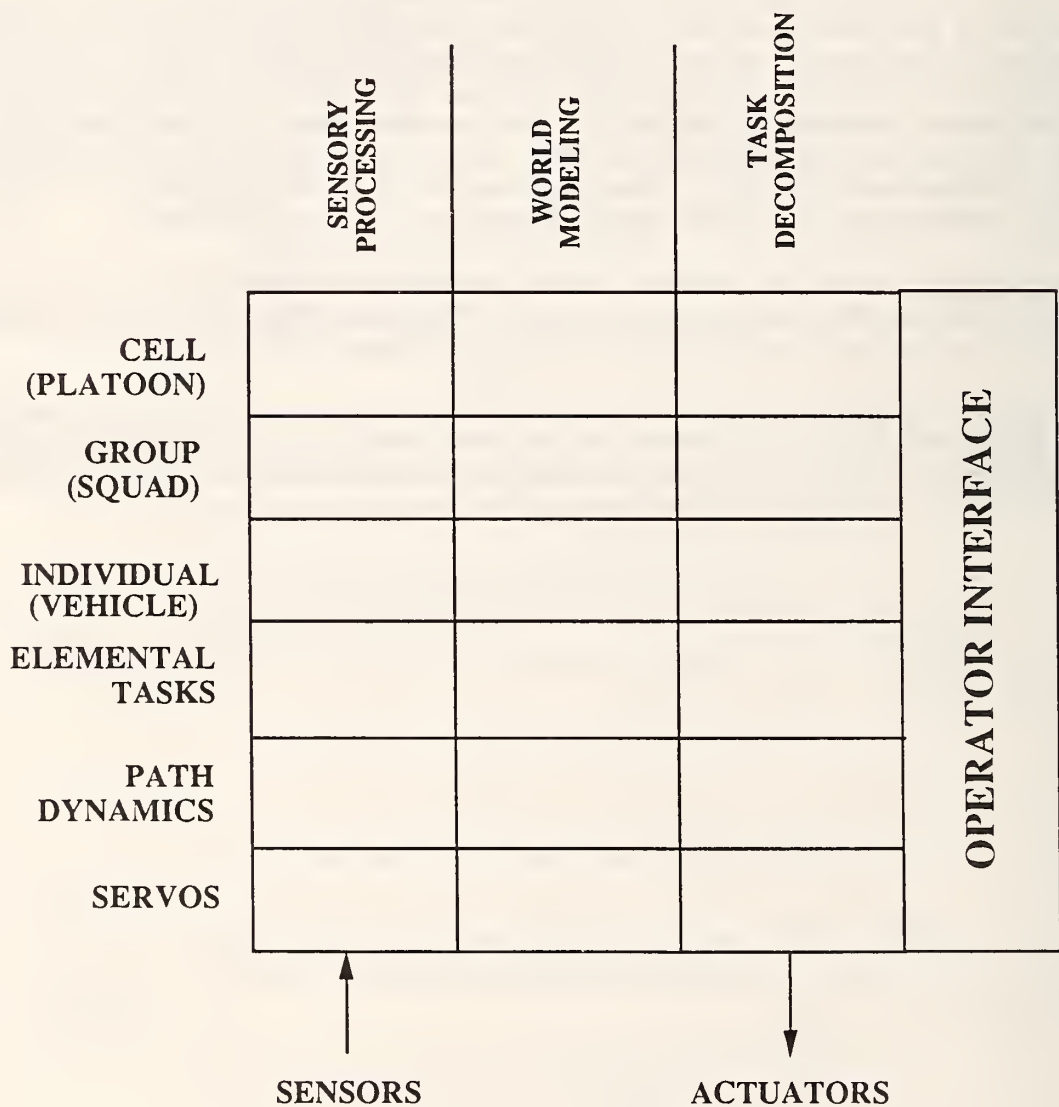 SENSORY
PROCESSING
WORLD
MODELING
TASK
DECOMPOSITION
CELL
(PLATOON)
GROUP
(SQUAD)
INDIVIDUAL
(VEHICLE)
ELEMENTAL
TASKS
PATH
DYNAMICS
SERVOS
OPERATOR INTERFACE
SENSORS
ACTUATORS